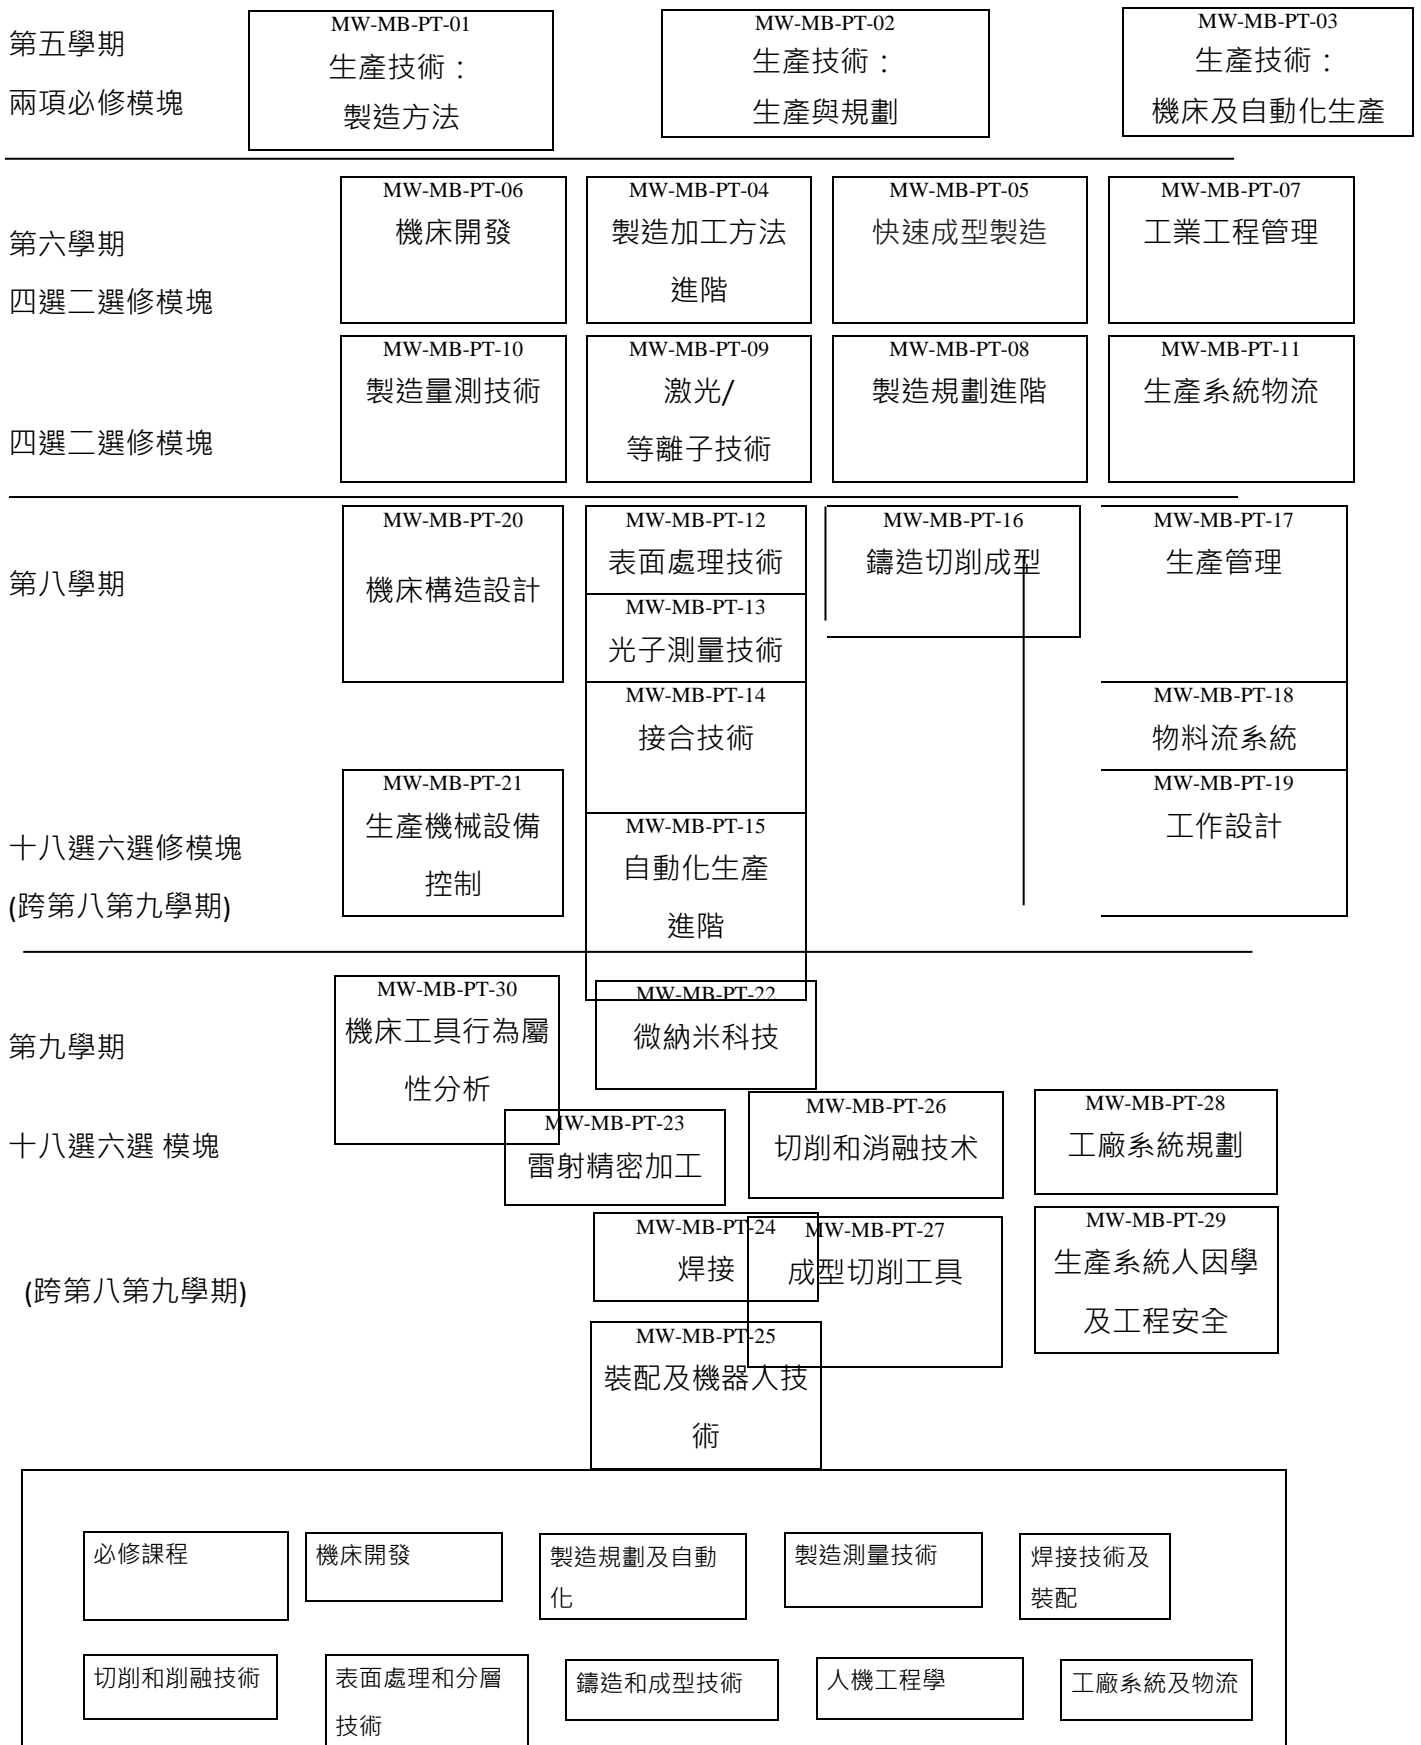 第五學期
兩項必修模塊
MW-MB-PT-01
生產技術：
製造方法
MW-MB-PT-02
生產技術：
生產與規劃
MW-MB-PT-03
生產技術：
機床及自動化生產
第六學期
四選二選修模塊
MW-MB-PT-06
機床開發
MW-MB-PT-04
製造加工方法
進階
MW-MB-PT-05
快速成型製造
MW-MB-PT-07
工業工程管理
四選二選修模塊
MW-MB-PT-10
製造量測技術
MW-MB-PT-09
激光/
等離子技術
MW-MB-PT-08
製造規劃進階
MW-MB-PT-11
生產系統物流
第八學期
MW-MB-PT-20
機床構造設計
MW-MB-PT-12
表面處理技術
MW-MB-PT-13
光子測量技術
MW-MB-PT-14
接合技術
MW-MB-PT-16
鑄造切削成型
MW-MB-PT-17
生產管理
MW-MB-PT-18
物料流系統
十八選六選修模塊
(跨第八第九學期)
MW-MB-PT-21
生產機械設備
控制
MW-MB-PT-15
自動化生產
進階
MW-MB-PT-19
工作設計
第九學期
十八選六選 模塊
(跨第八第九學期)
MW-MB-PT-30
機床工具行為屬
性分析
MW-MB-PT-22
微納米科技
MW-MB-PT-23
雷射精密加工
MW-MB-PT-26
切削和消融技术
MW-MB-PT-28
工廠系統規劃
MW-MB-PT-24
焊接
MW-MB-PT-27
成型切削工具
MW-MB-PT-29
生產系統人因學
及工程安全
MW-MB-PT-25
裝配及機器人技
術
必修課程
機床開發
製造規劃及自動
化
製造測量技術
焊接技術及
裝配
切削和削融技術
表面處理和分層
技術
鑄造和成型技術
人機工程學
工廠系統及物流